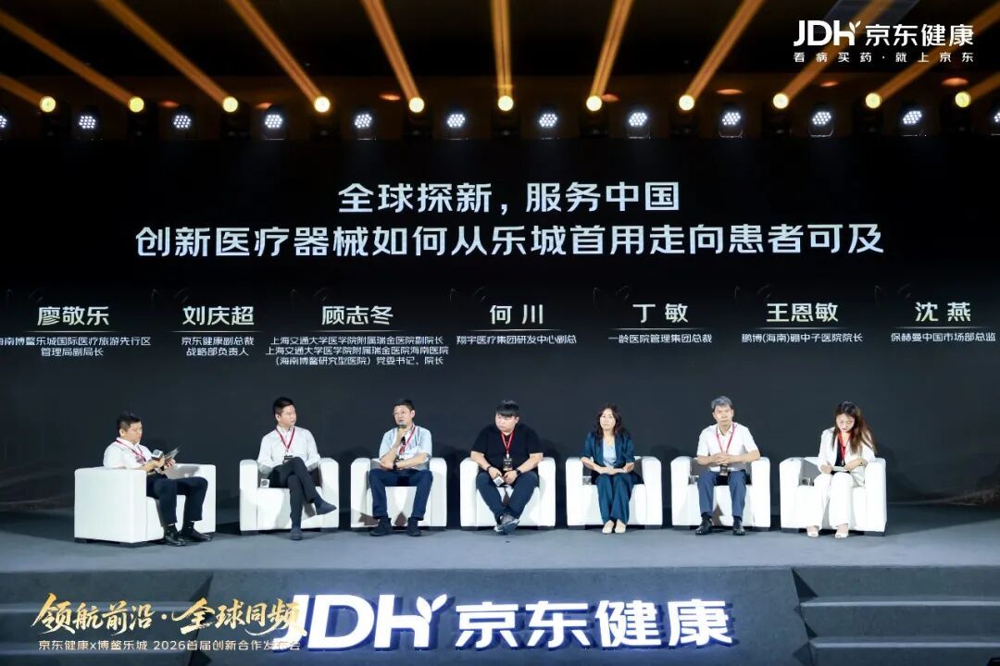 JDH 京东健康
看病买药·就上京东
全球探新，服务中国
创新医疗器械如何从乐城首用走向患者可及
廖敬乐
海南博鳌乐城国际医疗旅游先行区
管理局副局长
刘庆超
京东健康副总裁
战略部负责人
顾志冬
上海交通大学医学院附属瑞金医院副院长
上海交通大学医学院附属瑞金医院海南医院
（海南博鳌研究型医院）党委书记、院长
何川
翔宇医疗集团研发中心副总
丁敏
一龄医院管理集团总裁
王恩敏
鹏博(海南)硼中子医院院长
沈燕
保赫曼中国市场部总监
领航前沿·全球同频
京东健康x博鳌乐城 2026首届创新合作发布会
JDH 京东健康